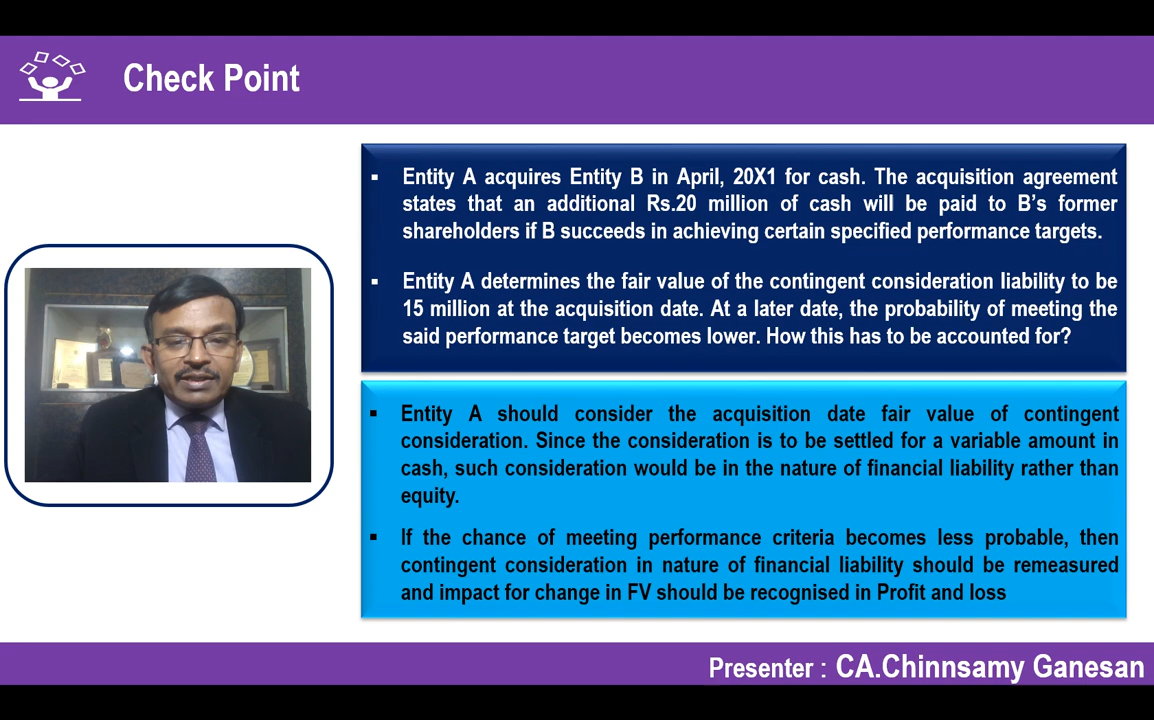 Check Point
▪ Entity A acquires Entity B in April, 20X1 for cash. The acquisition agreement
states that an additional Rs.20 million of cash will be paid to B’s former
shareholders if B succeeds in achieving certain specified performance targets.
▪ Entity A determines the fair value of the contingent consideration liability to be
15 million at the acquisition date. At a later date, the probability of meeting the
said performance target becomes lower. How this has to be accounted for?
▪ Entity A should consider the acquisition date fair value of contingent
consideration. Since the consideration is to be settled for a variable amount in
cash, such consideration would be in the nature of financial liability rather than
equity.
▪ If the chance of meeting performance criteria becomes less probable, then
contingent consideration in nature of financial liability should be remeasured
and impact for change in FV should be recognised in Profit and loss
Presenter : CA.Chinnsamy Ganesan